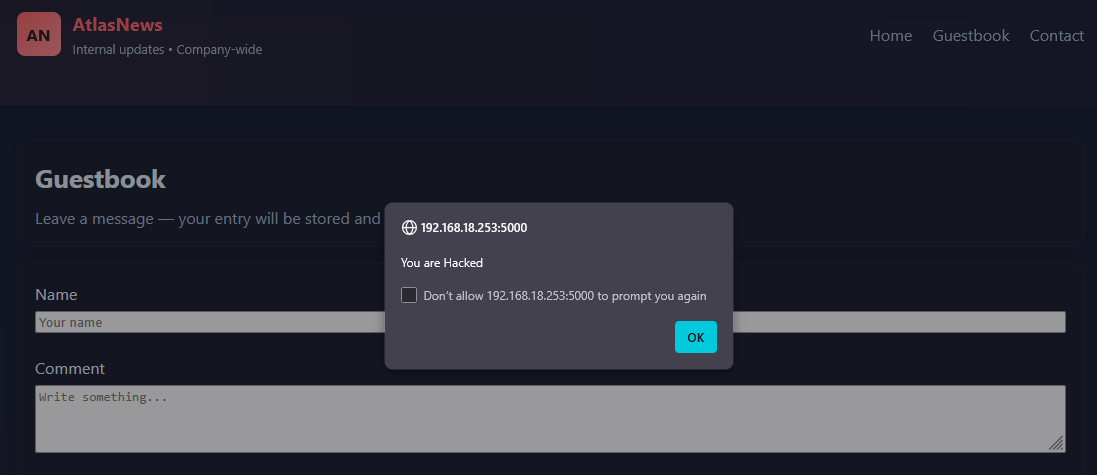 AN
AtlasNews
Internal updates • Company-wide
Home Guestbook Contact
Guestbook
Leave a message — your entry will be stored and
192.168.18.253:5000
You are Hacked
Don't allow 192.168.18.253:5000 to prompt you again
OK
Name
Your name
Comment
Write something...